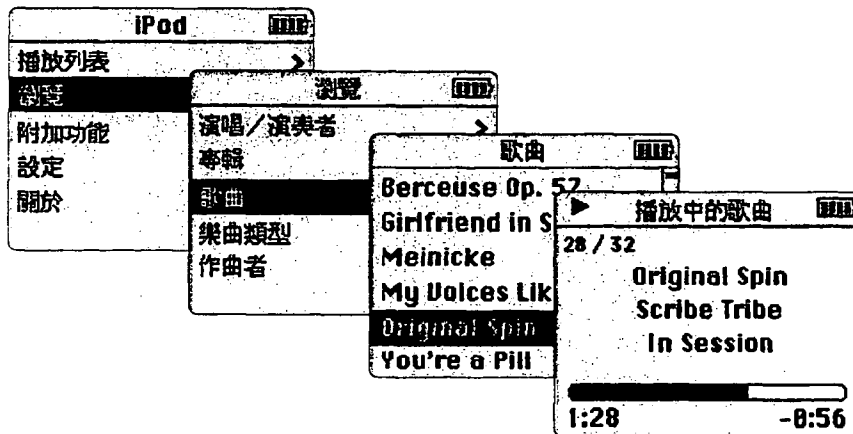 iPod
播放列表
瀏覽
附加功能
設定
關於
瀏覽
演唱／演奏者
專輯
歌曲
樂曲類型
作曲者
歌曲
Berceuse Op. 57
Girlfriend in S
Meinicke
My Voices Lik
Original Spin
You're a Pill
播放中的歌曲
28 / 32
Original Spin
Scribe Tribe
In Session
1:28
-0:56